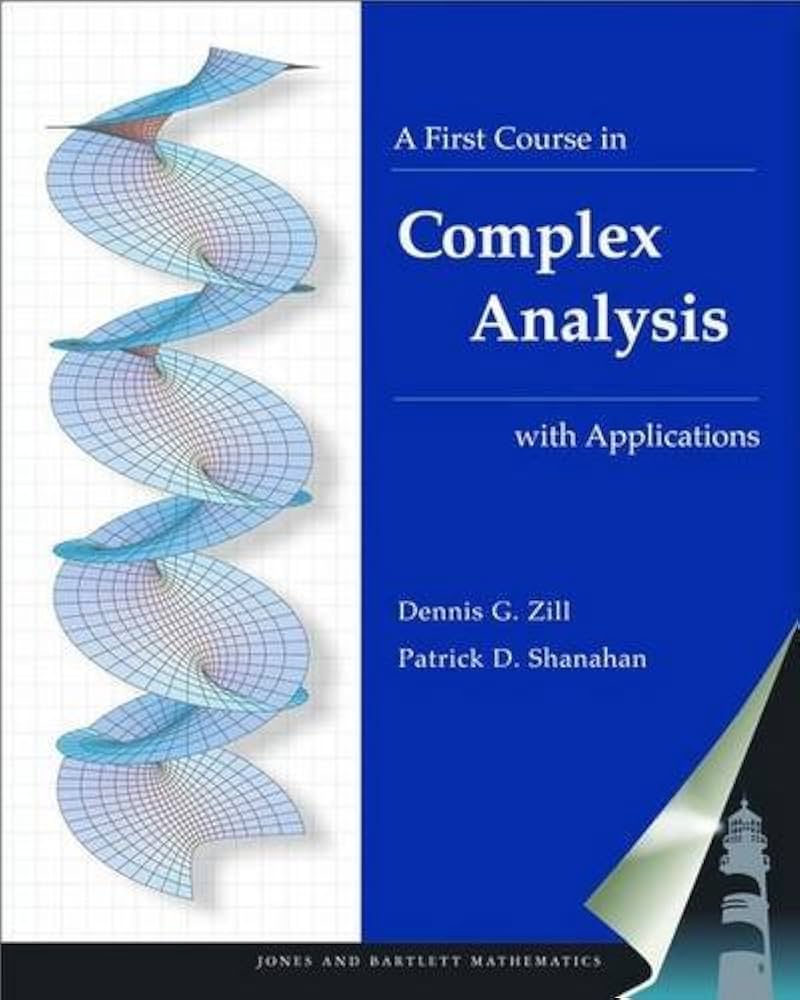 A First Course in
Complex
Analysis
with Applications
Dennis G. Zill
Patrick D. Shanahan
JONES AND BARTLETT MATHEMATICS